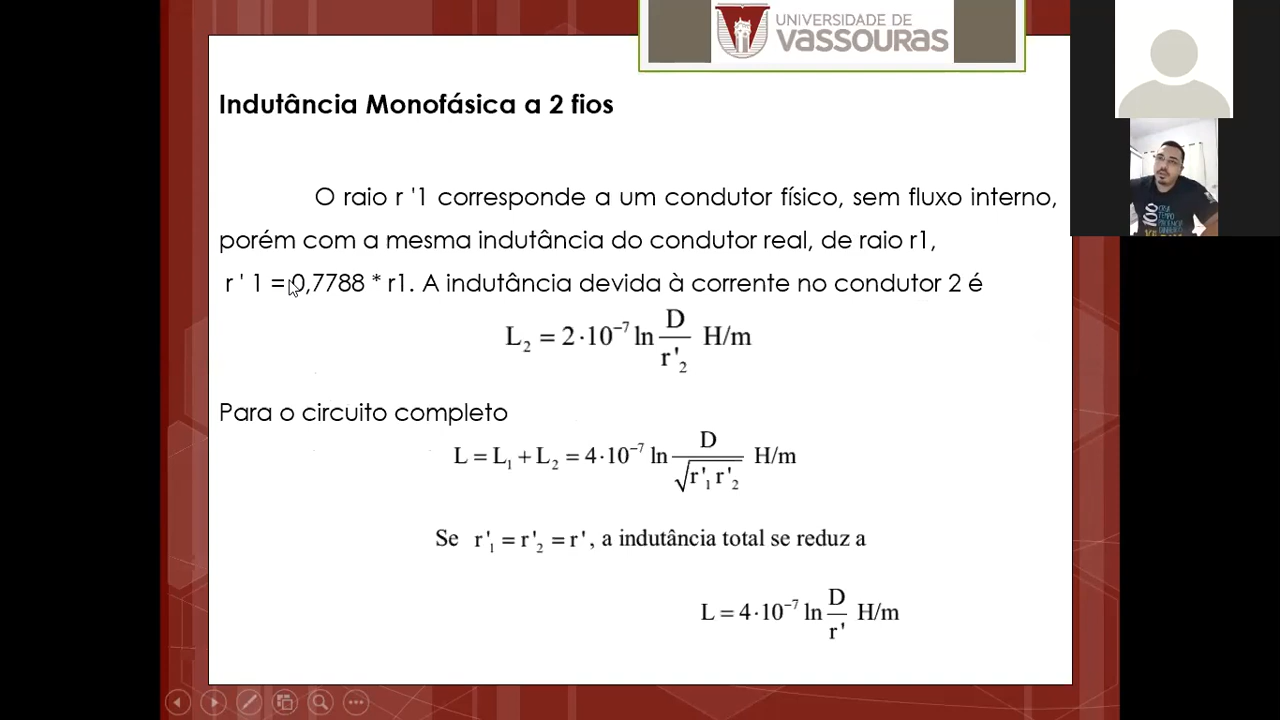 UNIVERSIDADE DE
VASSOURAS
Indutância Monofásica a 2 fios
O raio r '1 corresponde a um condutor físico, sem fluxo interno,
porém com a mesma indutância do condutor real, de raio r1,
r ' 1 = 0,7788 * r1. A indutância devida à corrente no condutor 2 é
L₂ = 2·10⁻⁷ ln D/r'₂ H/m
Para o circuito completo
L = L₁ + L₂ = 4·10⁻⁷ ln D/√r'₁ r'₂ H/m
Se r'₁ = r'₂ = r', a indutância total se reduz a
L = 4·10⁻⁷ ln D/r' H/m
100